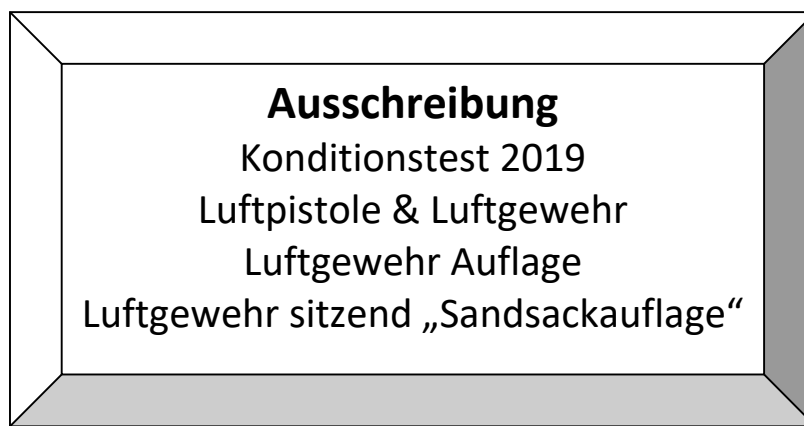 Ausschreibung
Konditionstest 2019
Luftpistole & Luftgewehr
Luftgewehr Auflage
Luftgewehr sitzend „Sandsackauflage“